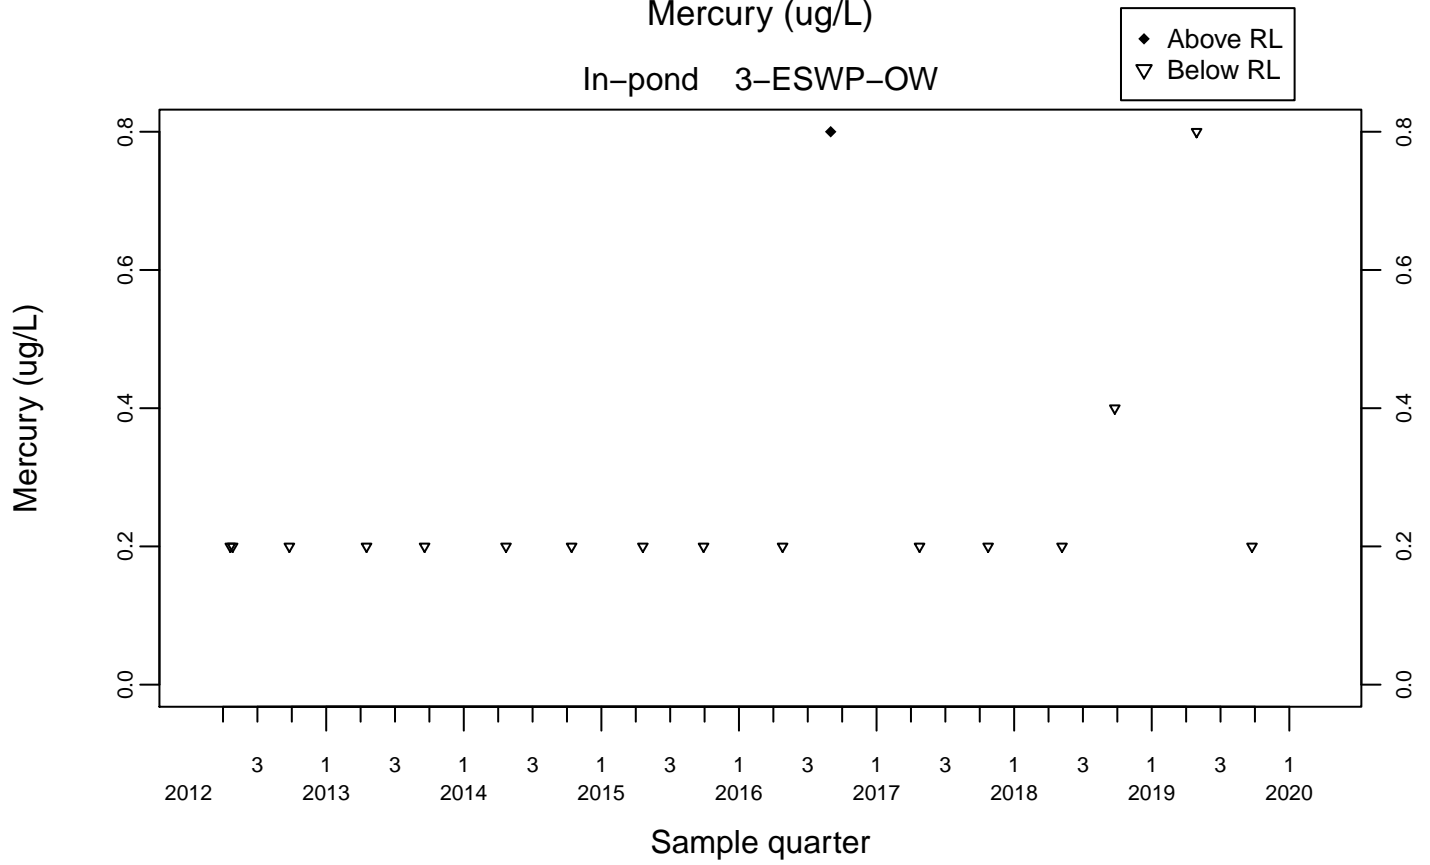 Mercury (ug/L)
Above RL
Below RL
In−pond 3−ESWP−OW
0.8
0.8
0.6
0.6
Mercury (ug/L)
0.4
0.4
0.2
0.2
0.0
0.0
3 1 3 1 3 1 3 1 3 1 3 1 3 1 3 1
2012 2013 2014 2015 2016 2017 2018 2019 2020
Sample quarter